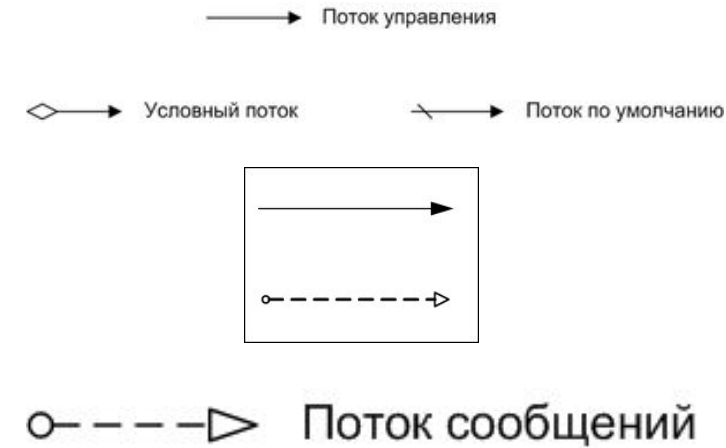 Поток управления
Условный поток
Поток по умолчанию
Поток сообщений